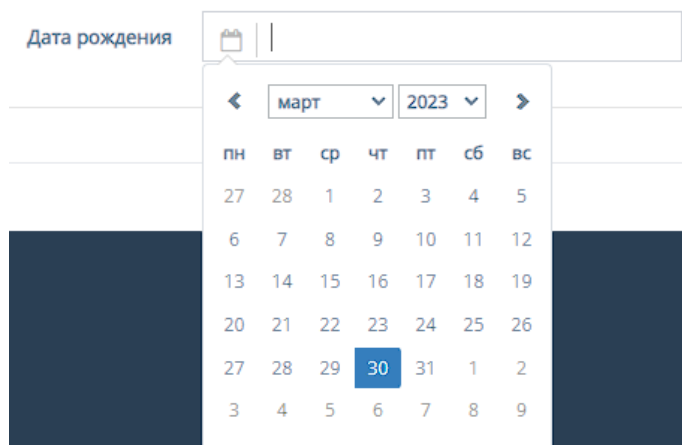 Дата рождения
март 2023
пн вт ср чт пт сб вс
27 28 1 2 3 4 5
6 7 8 9 10 11 12
13 14 15 16 17 18 19
20 21 22 23 24 25 26
27 28 29 30 31 1 2
3 4 5 6 7 8 9